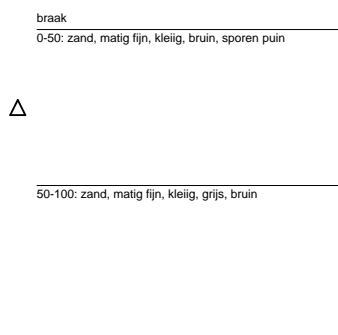 braak
0-50: zand, matig fijn, kleiig, bruin, sporen puin
50-100: zand, matig fijn, kleiig, grijs, bruin